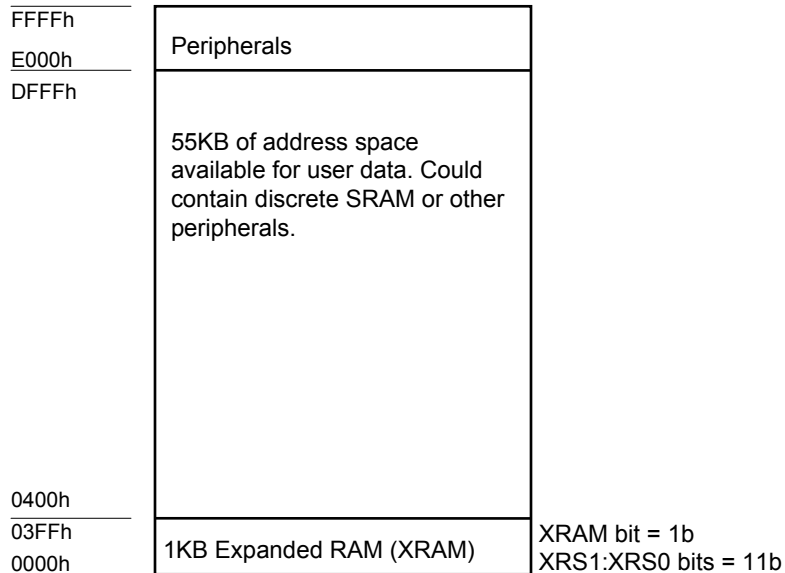 FFFFh
Peripherals
E000h
DFFFh
55KB of address space
available for user data. Could
contain discrete SRAM or other
peripherals.
0400h
03FFh
1KB Expanded RAM (XRAM)
XRAM bit = 1b
0000h
XRS1:XRS0 bits = 11b